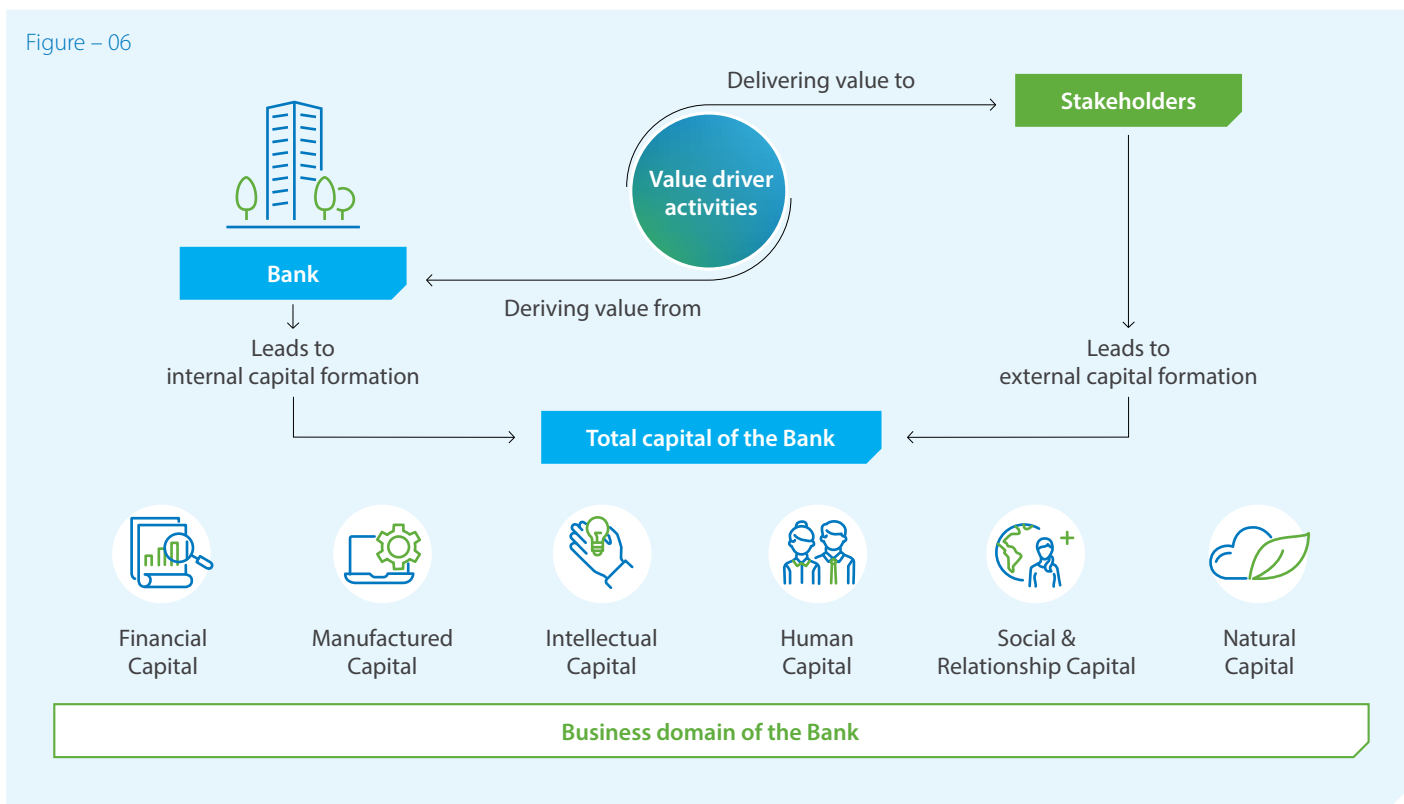 Figure – 06
Delivering value to
Stakeholders
Value driver
activities
Bank
Deriving value from
Leads to
internal capital formation
Leads to
external capital formation
Total capital of the Bank
Financial
Capital
Manufactured
Capital
Intellectual
Capital
Human
Capital
Social &
Relationship Capital
Natural
Capital
Business domain of the Bank